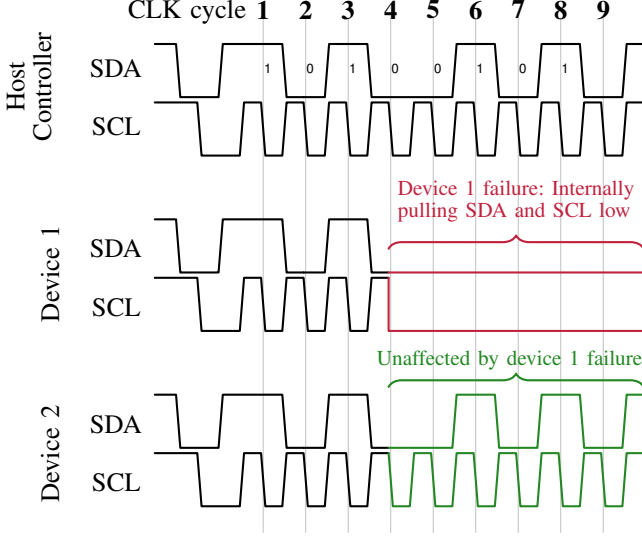 CLK cycle 1 2 3 4 5 6 7 8 9
Host
Controller
SDA
1 0 1 0 0 1 0 1
SCL
Device 1 failure: Internally
pulling SDA and SCL low
Device 1
SDA
SCL
Unaffected by device 1 failure
Device 2
SDA
SCL